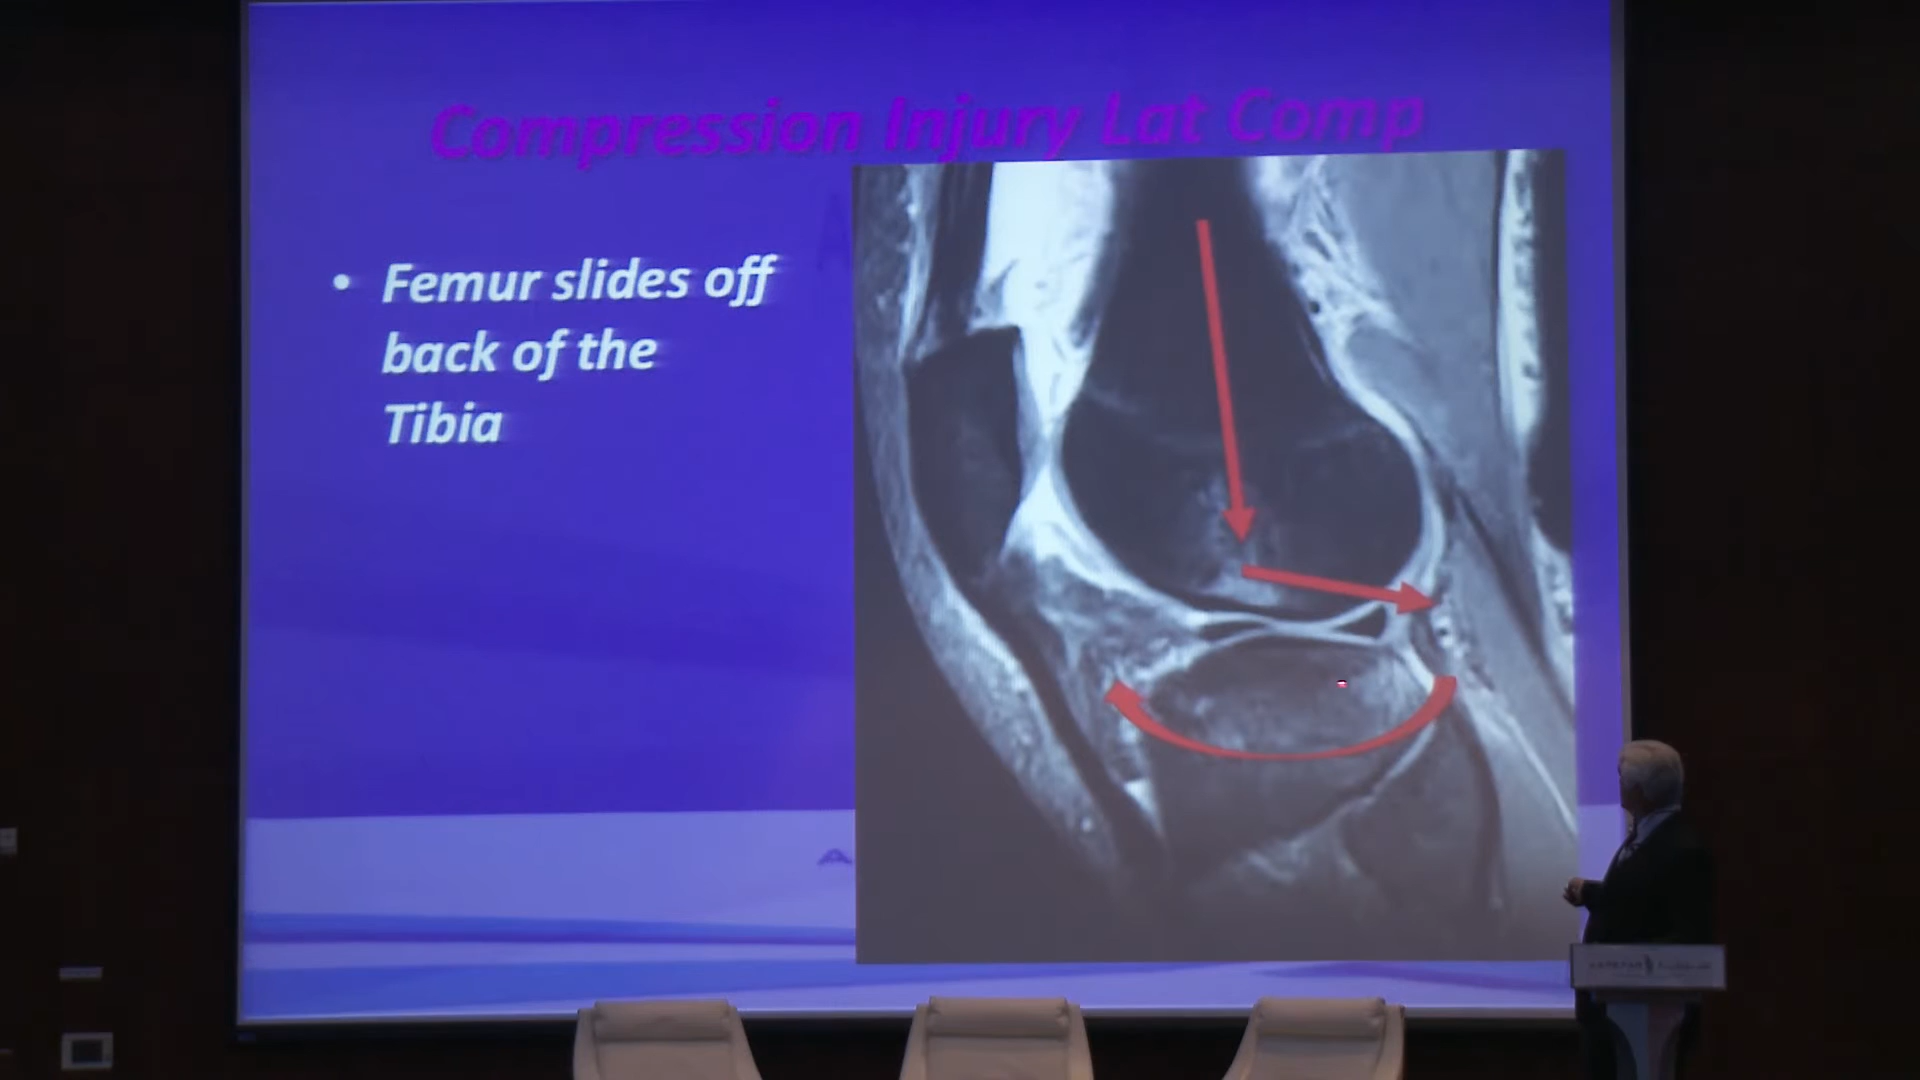 Compression Injury Lat Comp
• Femur slides off
back of the
Tibia